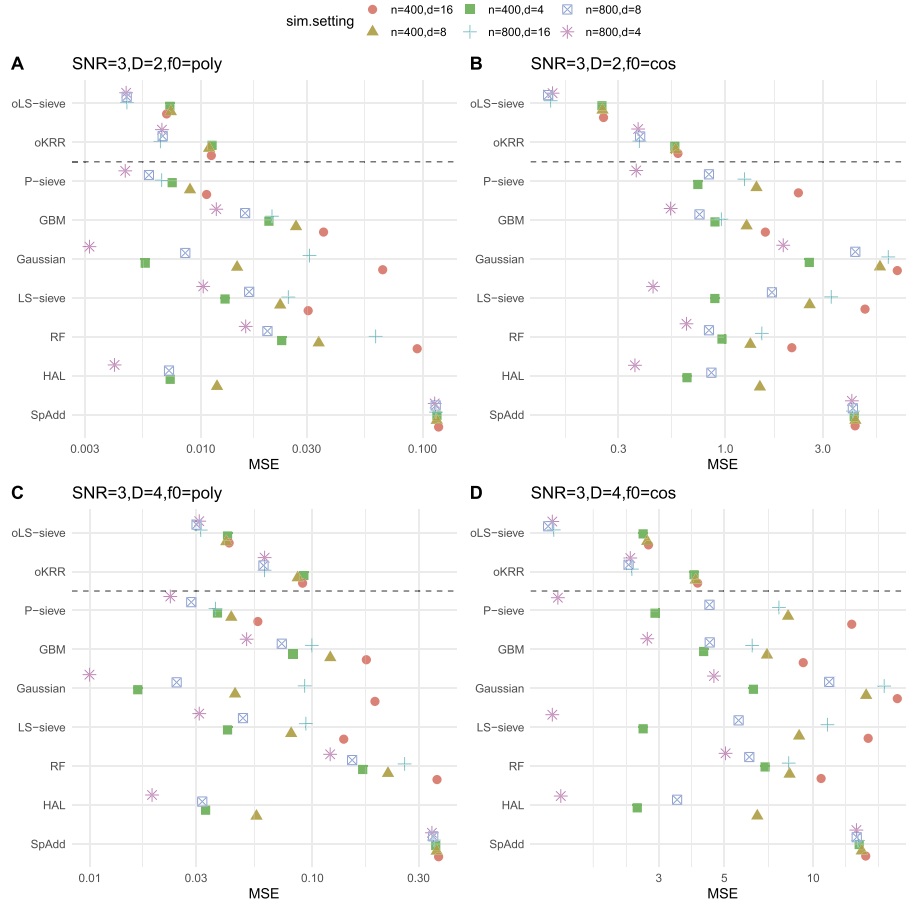 sim.setting
n=400,d=16 n=400,d=4 n=800,d=8
n=400,d=8 n=800,d=16 n=800,d=4
A SNR=3,D=2,f0=poly
oLS−sieve
oKRR
P−sieve
GBM
Gaussian
LS−sieve
RF
HAL
SpAdd
0.003 0.010 0.030 0.100
MSE
B SNR=3,D=2,f0=cos
oLS−sieve
oKRR
P−sieve
GBM
Gaussian
LS−sieve
RF
HAL
SpAdd
0.3 1.0 3.0
MSE
C SNR=3,D=4,f0=poly
oLS−sieve
oKRR
P−sieve
GBM
Gaussian
LS−sieve
RF
HAL
SpAdd
0.01 0.03 0.10 0.30
MSE
D SNR=3,D=4,f0=cos
oLS−sieve
oKRR
P−sieve
GBM
Gaussian
LS−sieve
RF
HAL
SpAdd
3 5 10
MSE